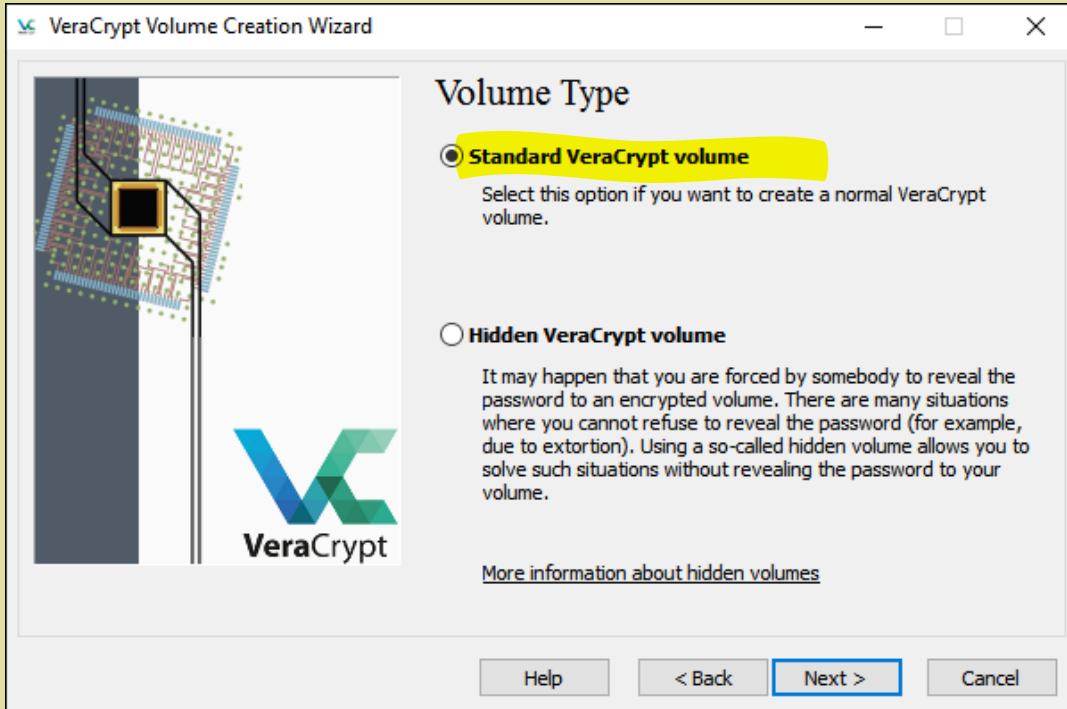 VeraCrypt Volume Creation Wizard
Volume Type
Standard VeraCrypt volume
Select this option if you want to create a normal VeraCrypt
volume.
Hidden VeraCrypt volume
It may happen that you are forced by somebody to reveal the
password to an encrypted volume. There are many situations
where you cannot refuse to reveal the password (for example,
due to extortion). Using a so-called hidden volume allows you to
solve such situations without revealing the password to your
volume.
VeraCrypt
More information about hidden volumes
Help
< Back
Next >
Cancel